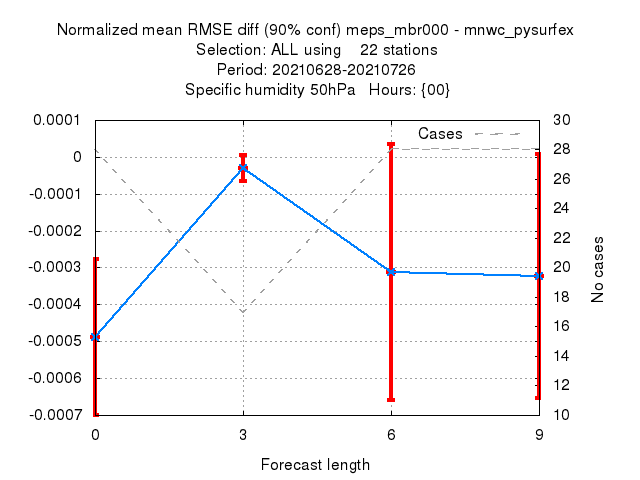 Normalized mean RMSE diff (90% conf) meps_mbr000 - mnwc_pysurfex
Selection: ALL using    22 stations
Period: 20210628-20210726
Specific humidity 50hPa   Hours: {00}
Cases
0.0001
0
-0.0001
-0.0002
-0.0003
-0.0004
-0.0005
-0.0006
-0.0007
30
28
26
24
22
20
18
16
14
12
10
No cases
0 3 6 9
Forecast length